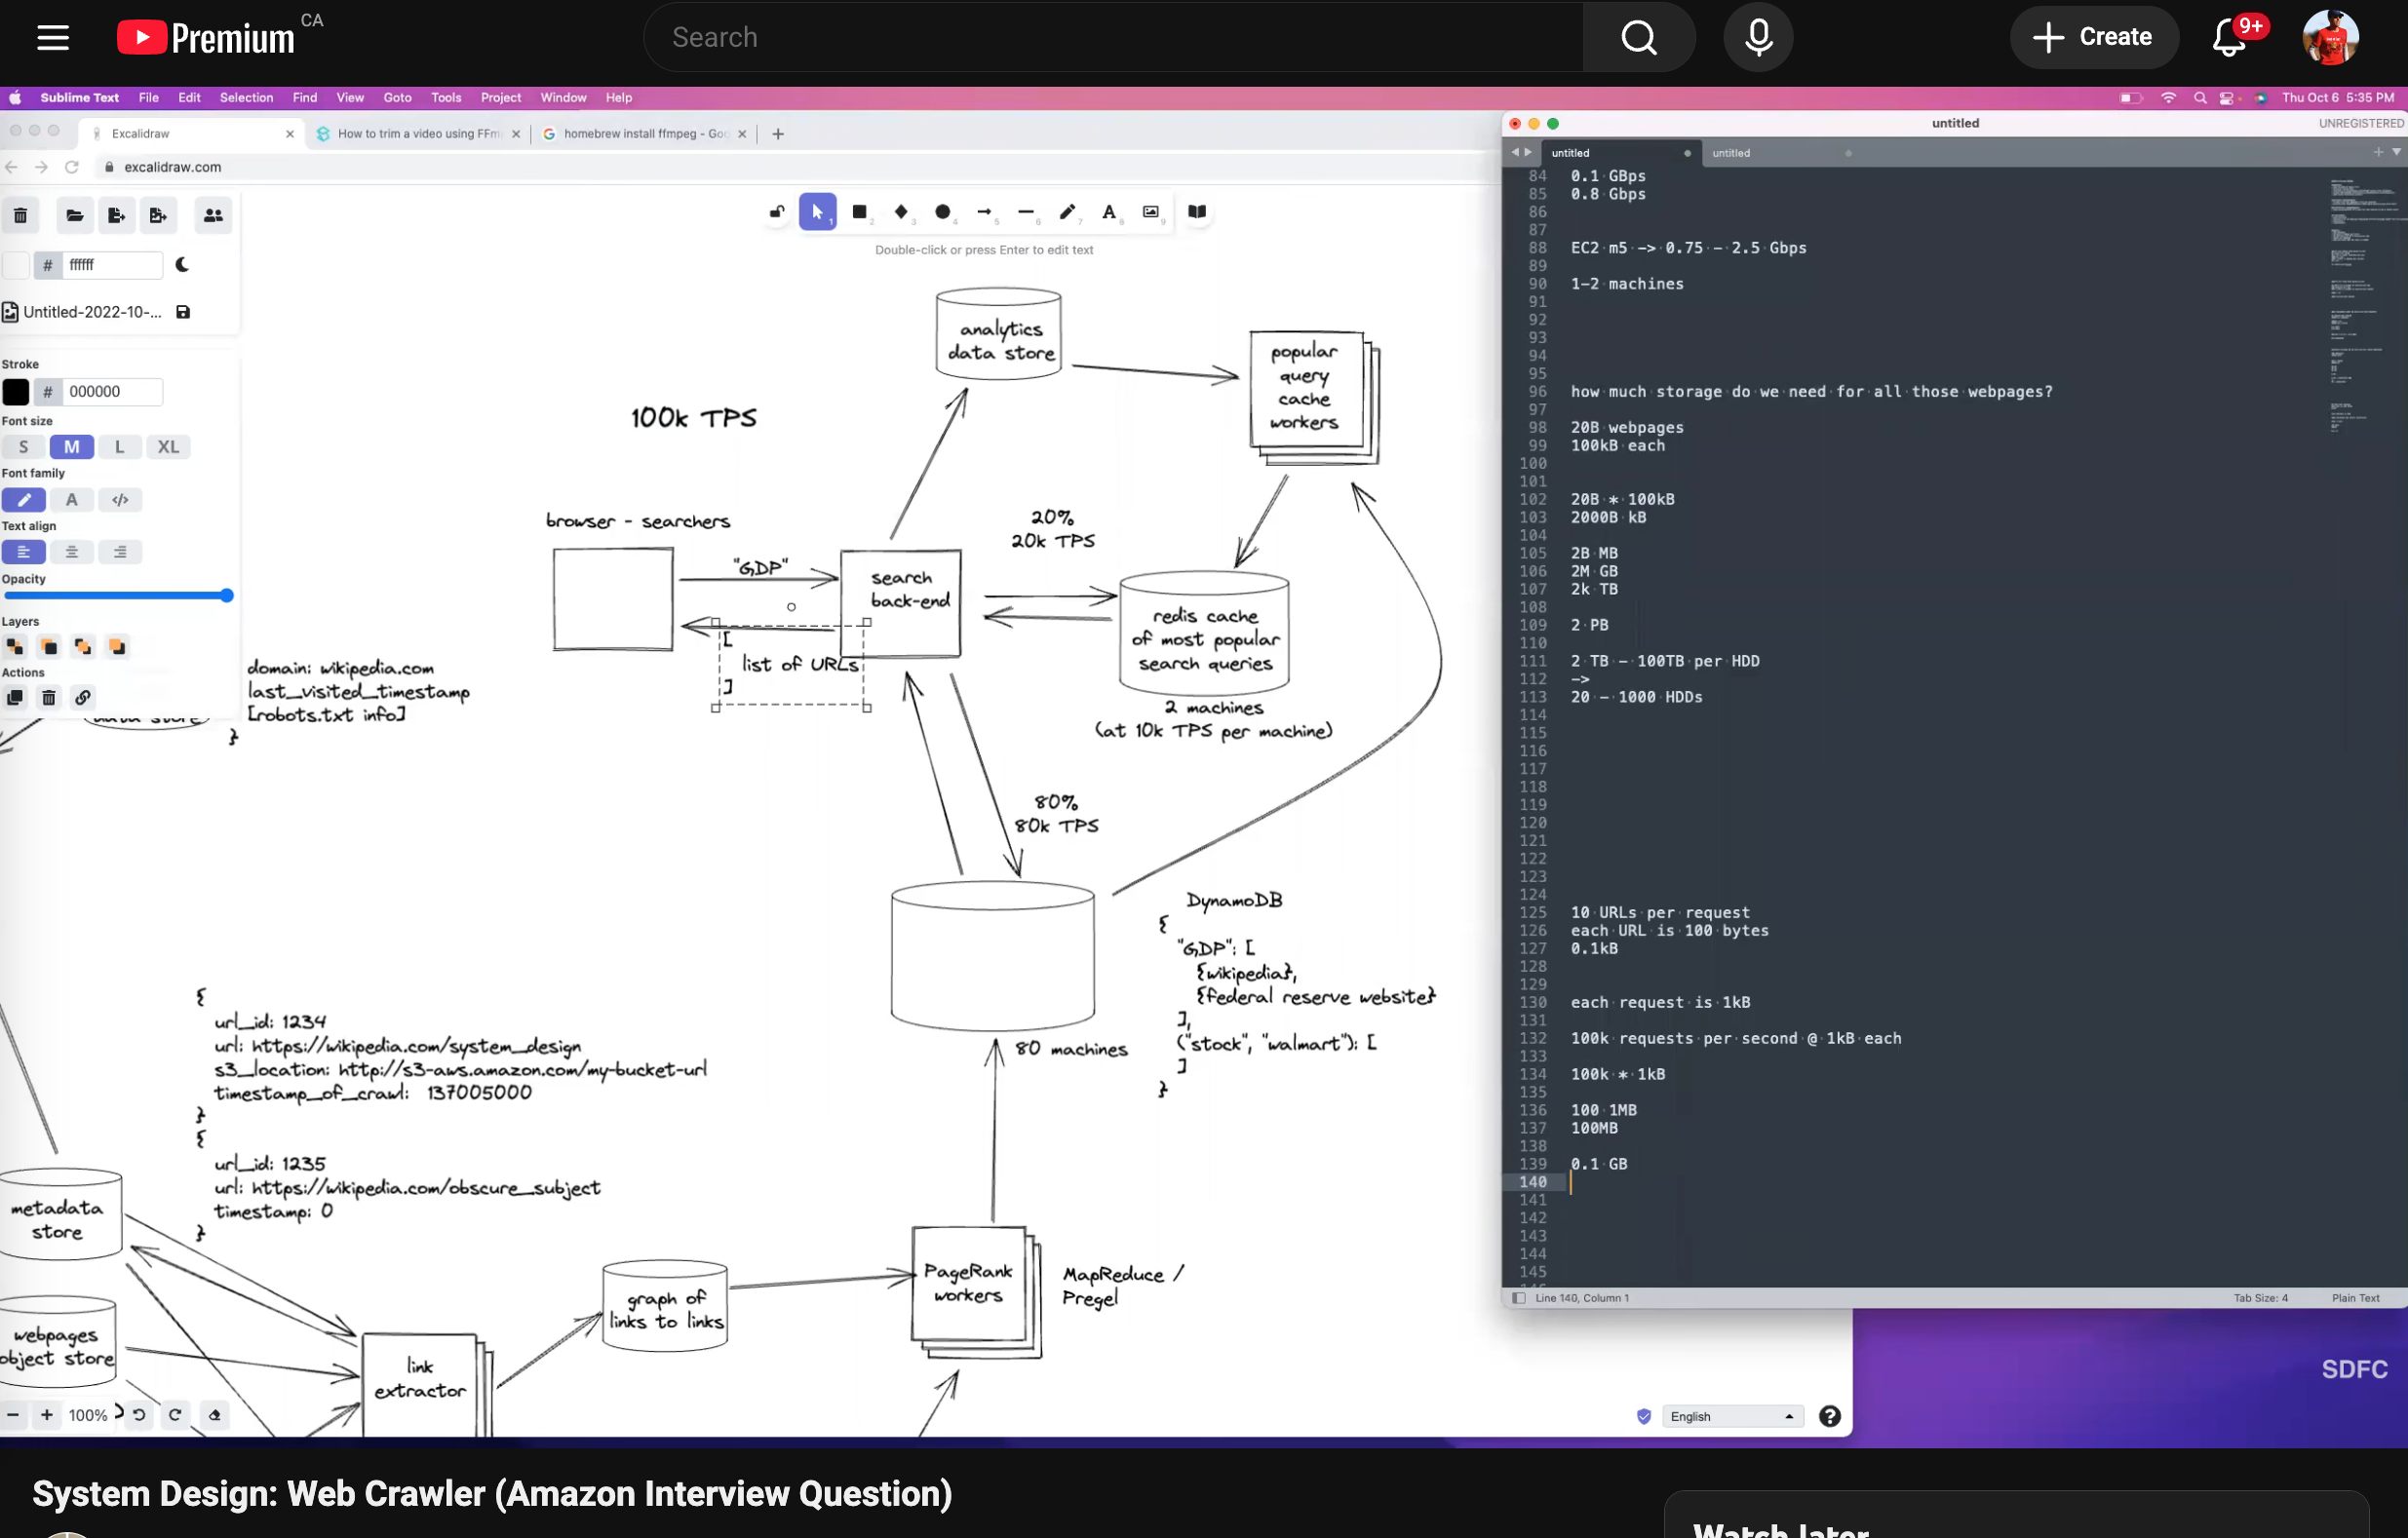 Premium
CA
Search
Create
9+
Sublime Text File Edit Selection Find View Goto Tools Project Window Help
Thu Oct 6 5:35 PM
Excalidraw
How to trim a video using FFm
homebrew install ffmpeg - Goo
excalidraw.com
# ffffff
Untitled-2022-10-...
Stroke
# 000000
Font size
S M L XL
Font family
A </>
Text align
Opacity
Layers
Actions
1 2 3 4 5 6 7 8 9
Double-click or press Enter to edit text
analytics
data store
popular
query
cache
workers
100k TPS
browser - searchers
"GDP"
search
back-end
20%
20k TPS
redis cache
of most popular
search queries
2 machines
(at 10k TPS per machine)
[
list of URLs
]
domain: wikipedia.com
last_visited_timestamp
[robots.txt info]
}
data store
80%
80k TPS
DynamoDB
{
"GDP": [
{wikipedia},
{federal reserve website}
],
("stock", "walmart"): [
]
}
80 machines
{
url_id: 1234
url: https://wikipedia.com/system_design
s3_location: http://s3-aws.amazon.com/my-bucket-url
timestamp_of_crawl: 137005000
}
{
url_id: 1235
url: https://wikipedia.com/obscure_subject
timestamp: 0
}
metadata
store
webpages
object store
link
extractor
graph of
links to links
PageRank
workers
MapReduce /
Pregel
100%
English
?
untitled
UNREGISTERED
untitled
untitled
84 0.1 GBps
85 0.8 Gbps
86
87
88 EC2 m5 -> 0.75 - 2.5 Gbps
89
90 1-2 machines
91
92
93
94
95
96 how much storage do we need for all those webpages?
97
98 20B webpages
99 100kB each
100
101
102 20B * 100kB
103 2000B kB
104
105 2B MB
106 2M GB
107 2k TB
108
109 2 PB
110
111 2 TB - 100TB per HDD
112 ->
113 20 - 1000 HDDs
114
115
116
117
118
119
120
121
122
123
124
125 10 URLs per request
126 each URL is 100 bytes
127 0.1kB
128
129
130 each request is 1kB
131
132 100k requests per second @ 1kB each
133
134 100k * 1kB
135
136 100 1MB
137 100MB
138
139 0.1 GB
140
141
142
143
144
145
Line 140, Column 1
Tab Size: 4
Plain Text
SDFC
System Design: Web Crawler (Amazon Interview Question)
Watch later